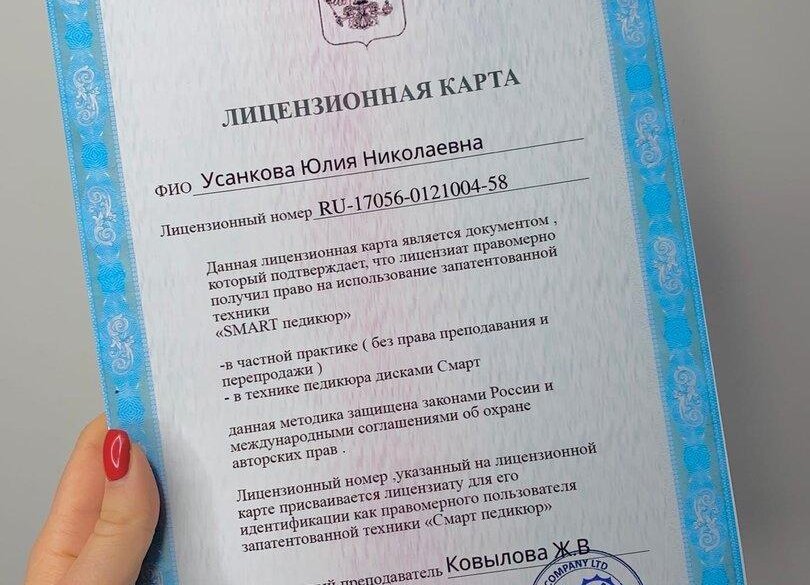 ЛИЦЕНЗИОННАЯ КАРТА
ФИО Усанкова Юлия Николаевна
Лицензионный номер RU-17056-0121004-58
Данная лицензионная карта является документом ,
который подтверждает, что лицензиат правомерно
получил право на использование запатентованной
техники
«SMART педикюр»
-в частной практике ( без права преподавания и
перепродажи )
- в технике педикюра дисками Смарт
данная методика защищена законами России и
международными соглашениями об охране
авторских прав .
Лицензионный номер ,указанный на лицензионной
карте присваивается лицензиату для его
идентификации как правомерного пользователя
запатентованной техники «Смарт педикюр»
преподаватель Ковылова Ж.В
COMPANY LTD